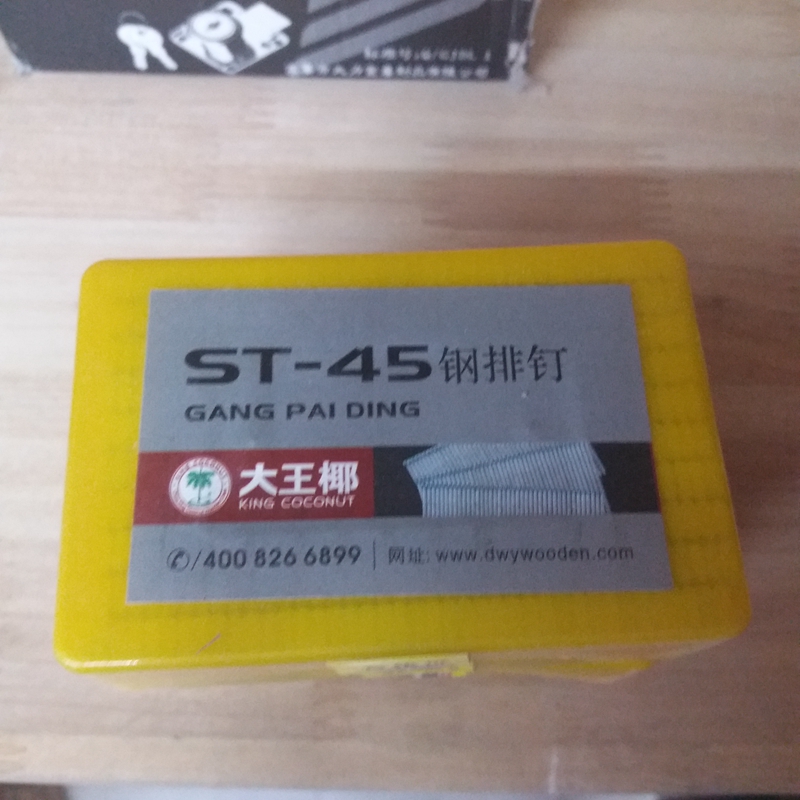 ST-45钢排钉
GANG PAI DING
大王椰
KING COCONUT
/400 826 6899 | 网址: www.dwywooden.com